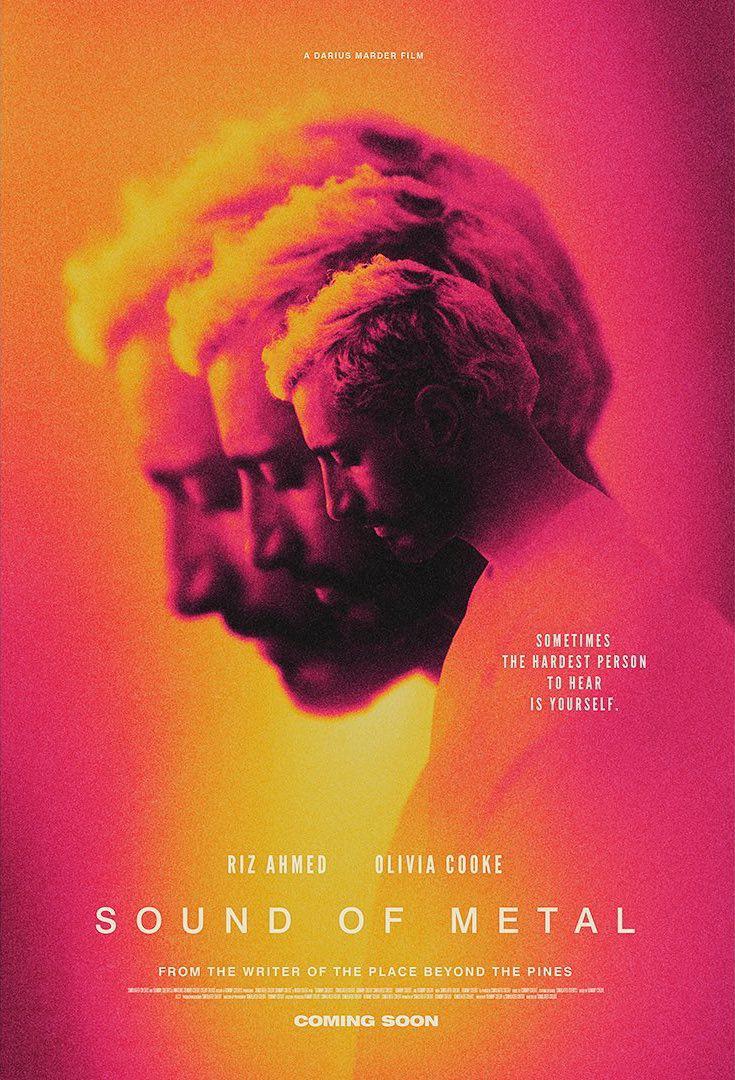 A DARIUS MARDER FILM
SOMETIMES
THE HARDEST PERSON
TO HEAR
IS YOURSELF.
RIZ AHMED OLIVIA COOKE
SOUND OF METAL
FROM THE WRITER OF THE PLACE BEYOND THE PINES
COMING SOON